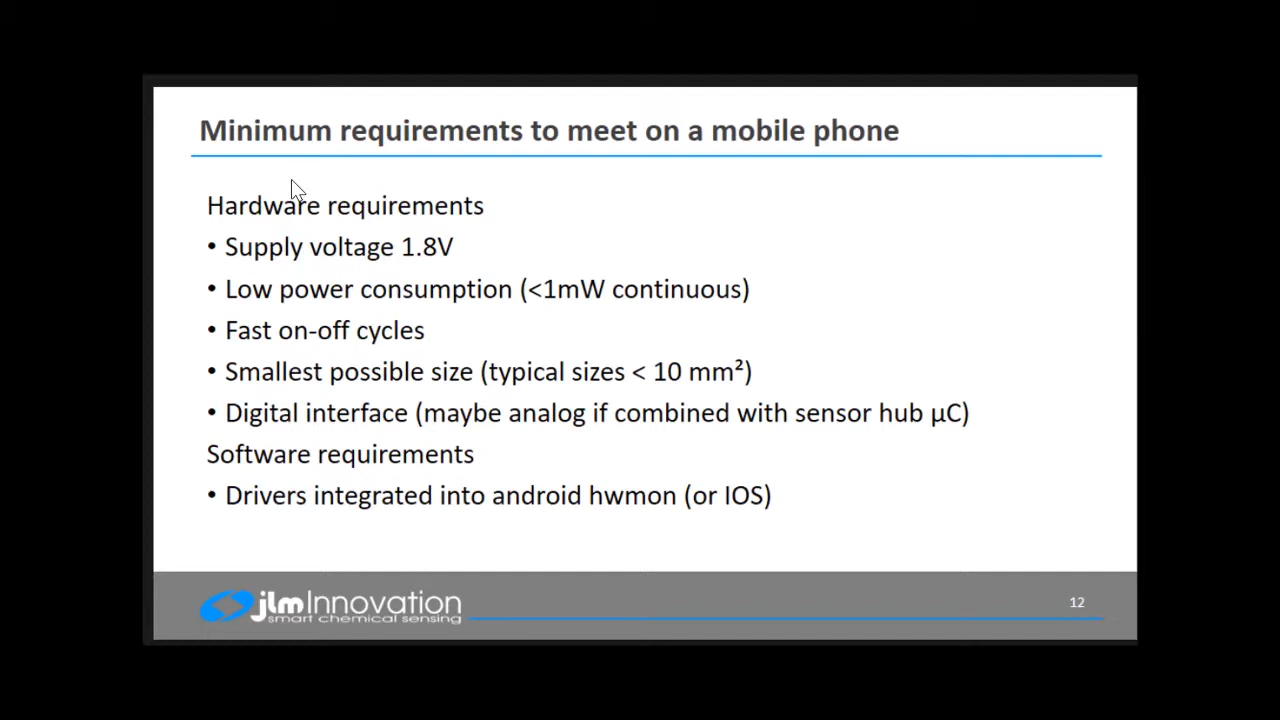 Minimum requirements to meet on a mobile phone
Hardware requirements
• Supply voltage 1.8V
• Low power consumption (<1mW continuous)
• Fast on-off cycles
• Smallest possible size (typical sizes < 10 mm²)
• Digital interface (maybe analog if combined with sensor hub µC)
Software requirements
• Drivers integrated into android hwmon (or IOS)
jlmInnovation
smart chemical sensing
12